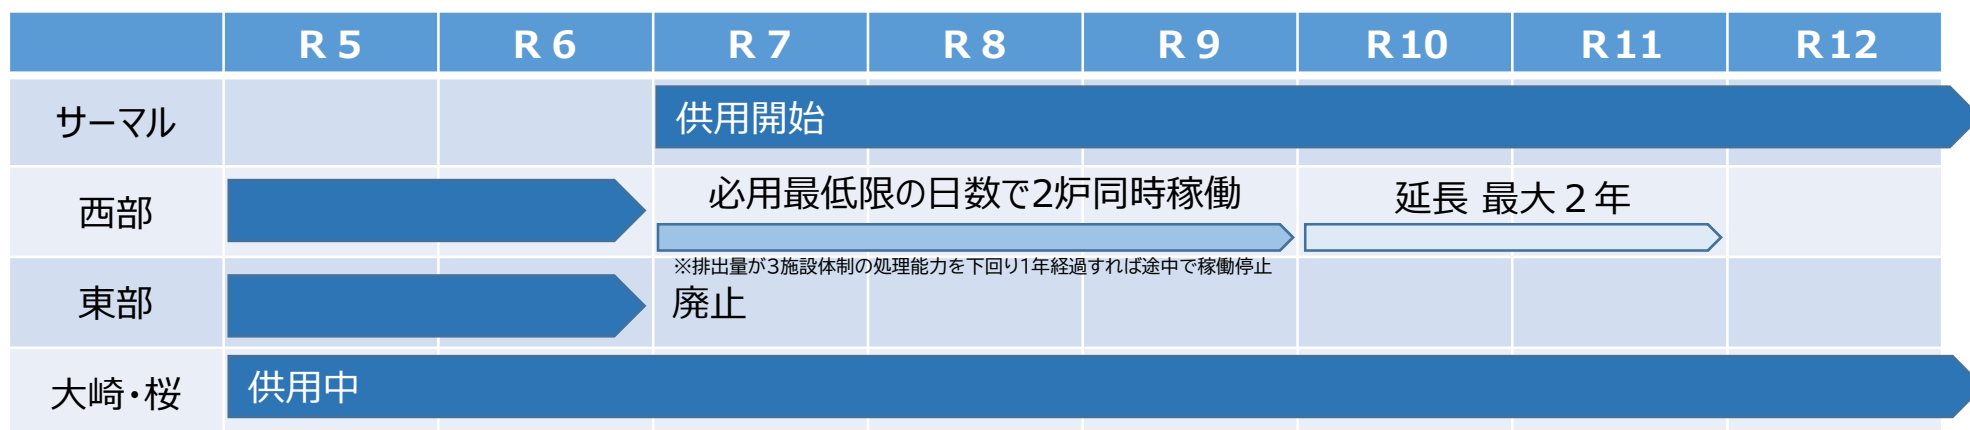 R5 R6 R7 R8 R9 R10 R11 R12
サーマル 供用開始
西部 必用最低限の日数で2炉同時稼働 延長 最大2年
※排出量が3施設体制の処理能力を下回り1年経過すれば途中で稼働停止
東部 廃止
大崎・桜 供用中